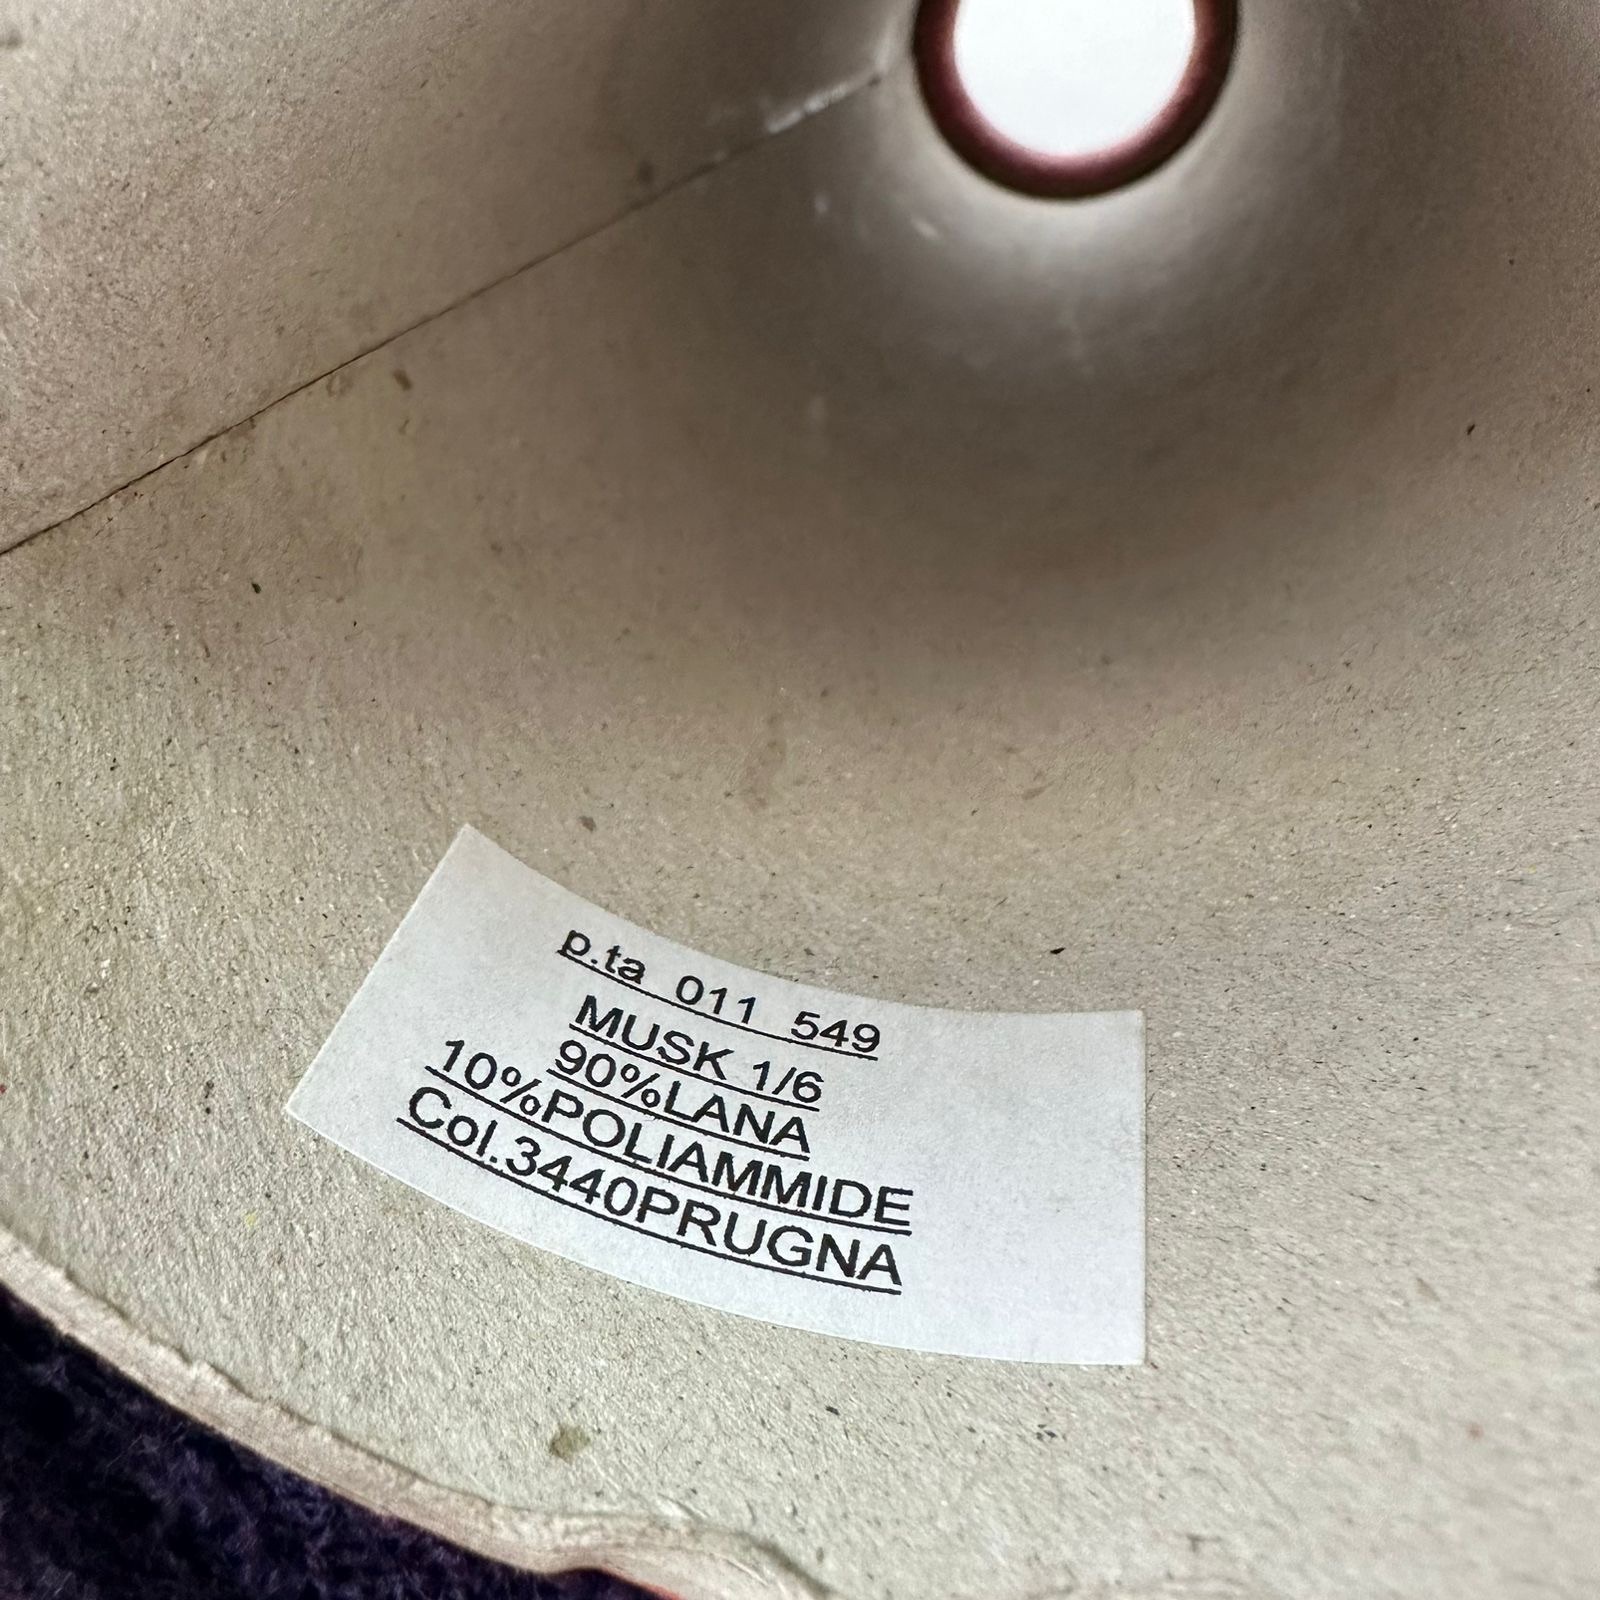 p.ta 011 549
MUSK 1/6
90%LANA
10%POLIAMMIDE
Col.3440PRUGNA